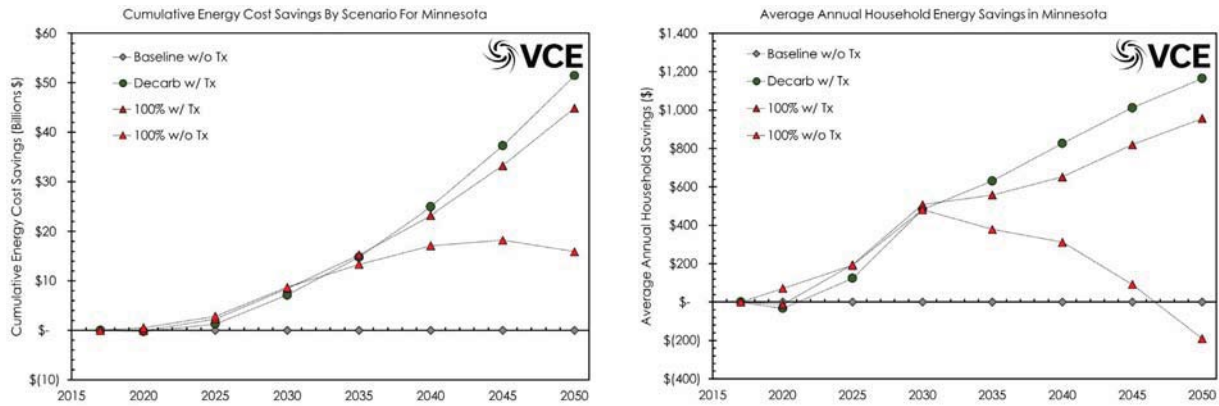 Cumulative Energy Cost Savings By Scenario For Minnesota
$60
$50
$40
$30
$20
$10
$-
$(10)
Cumulative Energy Cost Savings (Billions $)
Baseline w/o Tx
Decarb w/ Tx
100% w/ Tx
100% w/o Tx
VCE
2015 2020 2025 2030 2035 2040 2045 2050
Average Annual Household Energy Savings in Minnesota
$1,400
$1,200
$1,000
$800
$600
$400
$200
$-
$(200)
$(400)
Average Annual Household Savings ($)
Baseline w/o Tx
Decarb w/ Tx
100% w/ Tx
100% w/o Tx
VCE
2015 2020 2025 2030 2035 2040 2045 2050